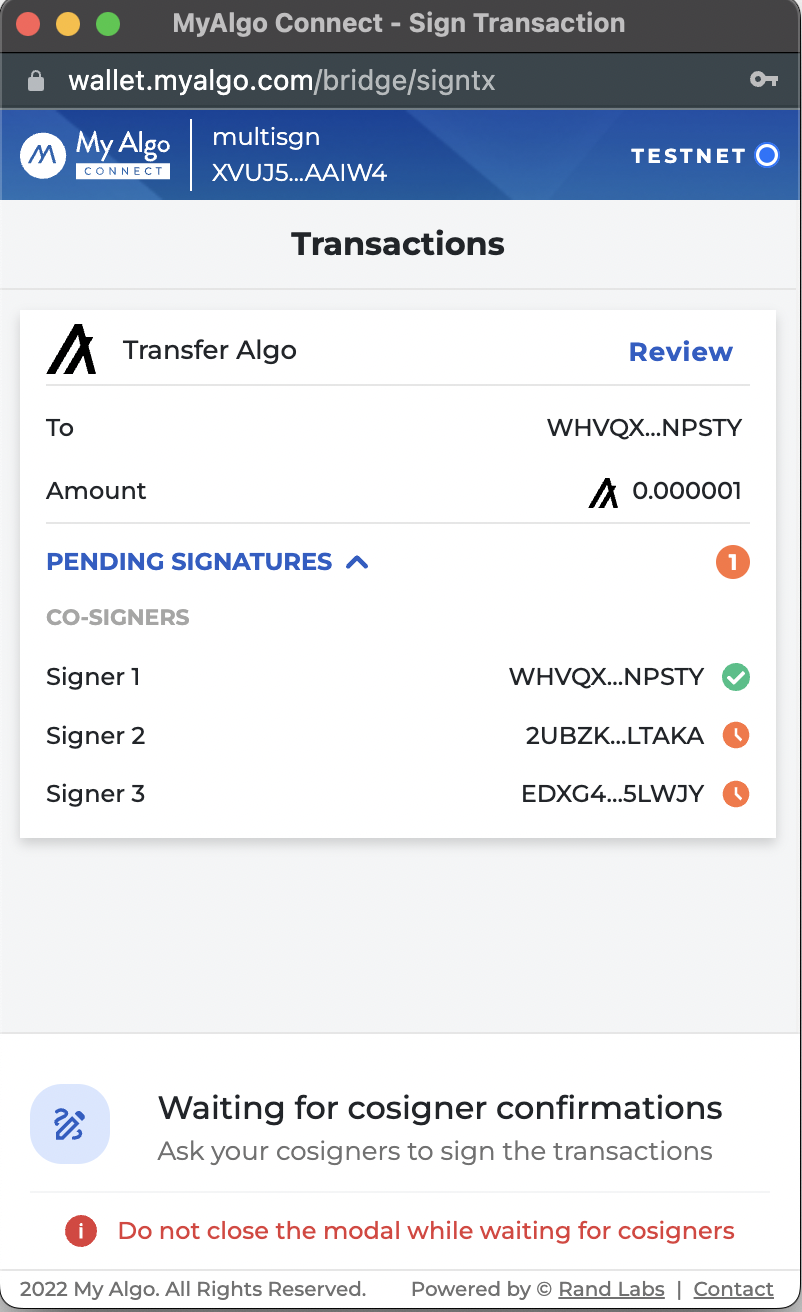 MyAlgo Connect - Sign Transaction
wallet.myalgo.com/bridge/signtx
My Algo
CONNECT
multisgn
XVUJ5...AAIW4
TESTNET
Transactions
Transfer Algo Review
To WHVQX...NPSTY
Amount 0.000001
PENDING SIGNATURES 1
CO-SIGNERS
Signer 1 WHVQX...NPSTY
Signer 2 2UBZK...LTAKA
Signer 3 EDXG4...5LWJY
Waiting for cosigner confirmations
Ask your cosigners to sign the transactions
Do not close the modal while waiting for cosigners
2022 My Algo. All Rights Reserved. Powered by © Rand Labs | Contact